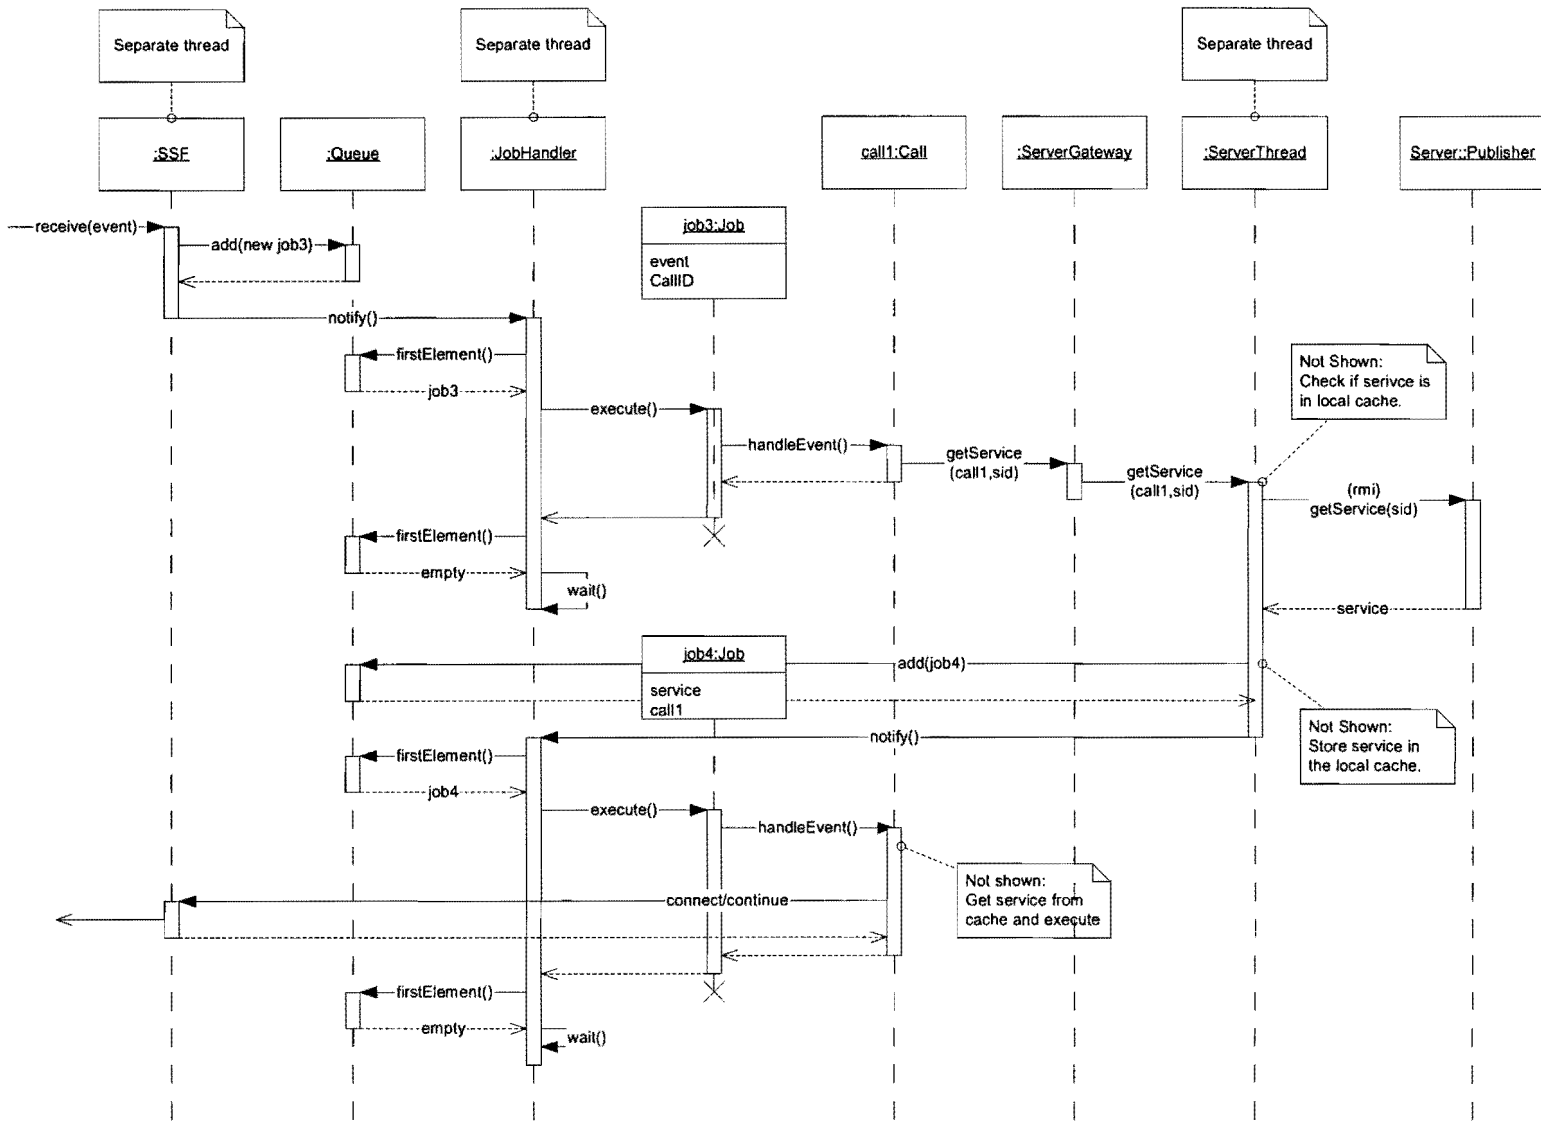 Separate thread
Separate thread
Separate thread
:SSF
:Queue
:JobHandler
call1:Call
:ServerGateway
:ServerThread
Server::Publisher
receive(event)
add(new job3)
job3:Job
event
CallID
notify()
firstElement()
job3
execute()
Not Shown:
Check if serivce is
in local cache.
handleEvent()
getService
(call1,sid)
getService
(call1,sid)
(rmi)
getService(sid)
firstElement()
empty
wait()
service
job4:Job
add(job4)
service
call1
notify()
Not Shown:
Store service in
the local cache.
firstElement()
job4
execute()
handleEvent()
Not shown:
Get service from
cache and execute
connect/continue
firstElement()
empty
wait()